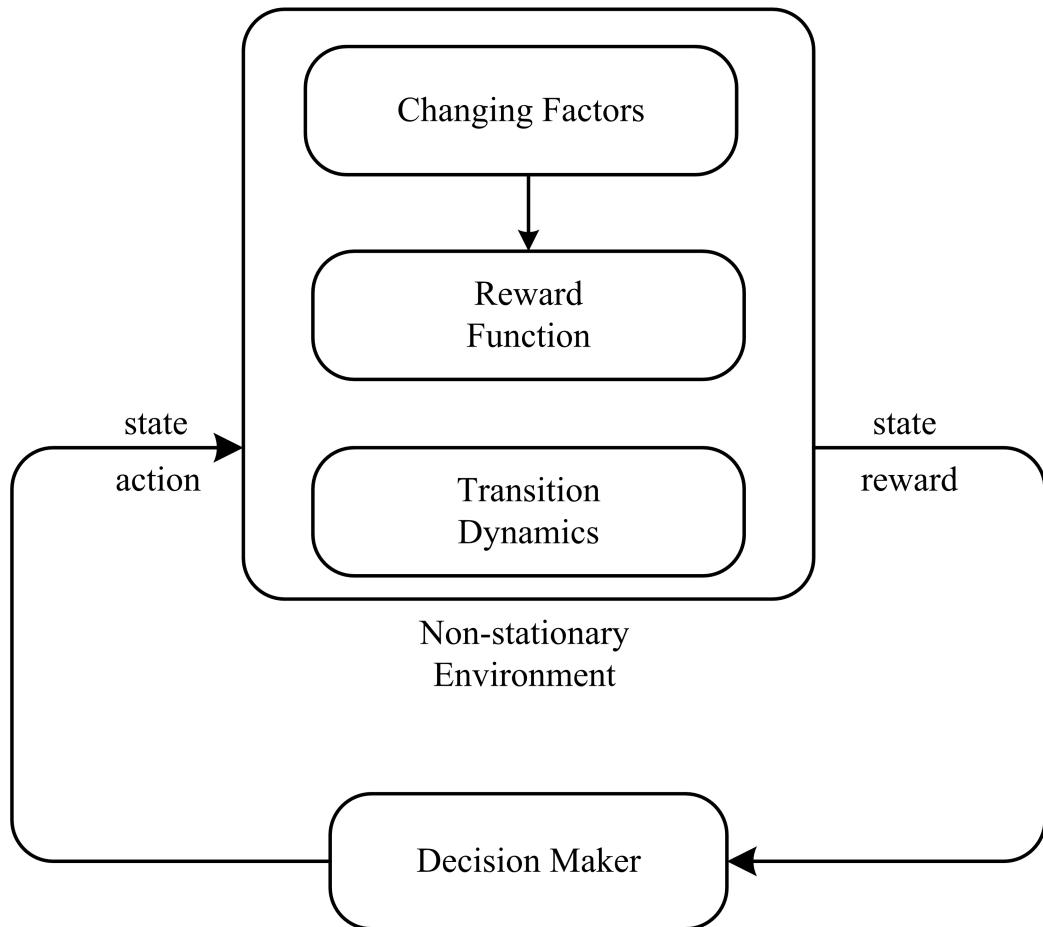 Changing Factors
Reward
Function
state
action
state
reward
Transition
Dynamics
Non-stationary
Environment
Decision Maker